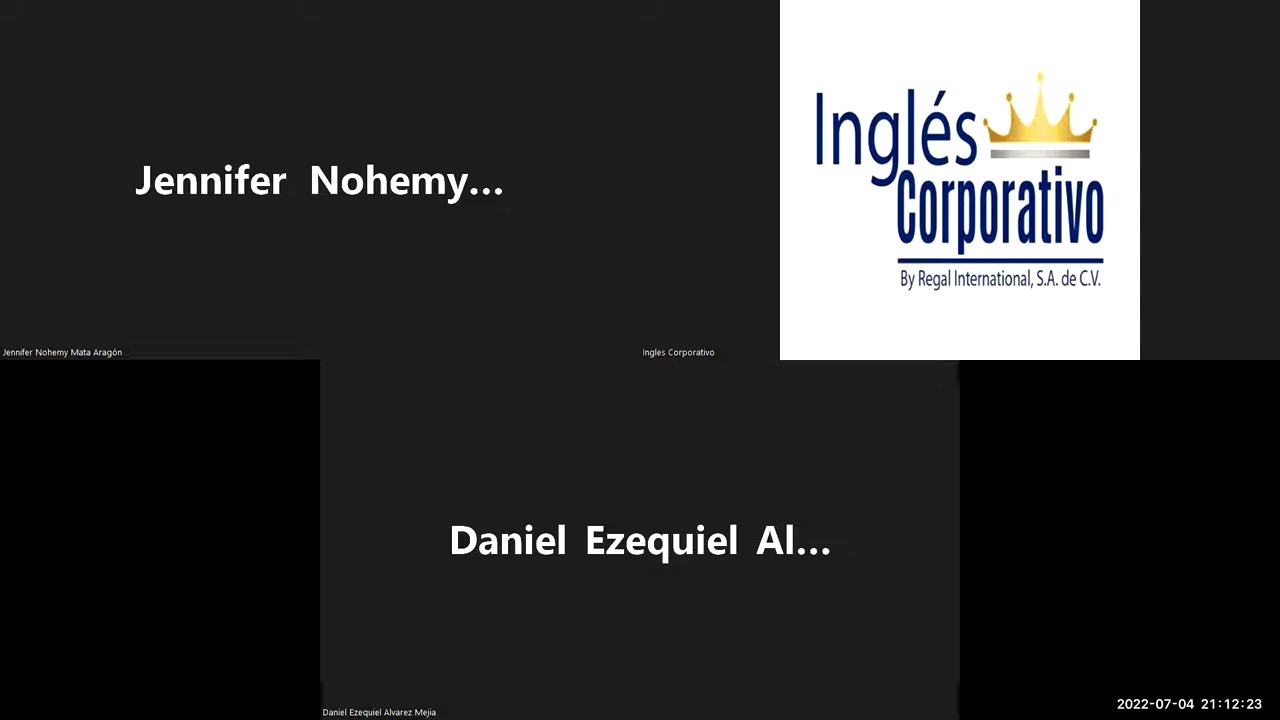 Jennifer Nohemy...
Inglés
Corporativo
By Regal International, S.A. de C.V.
Jennifer Nohemy Mata Aragón
Ingles Corporativo
Daniel Ezequiel Al...
Daniel Ezequiel Alvarez Mejia
2022-07-04 21:12:23